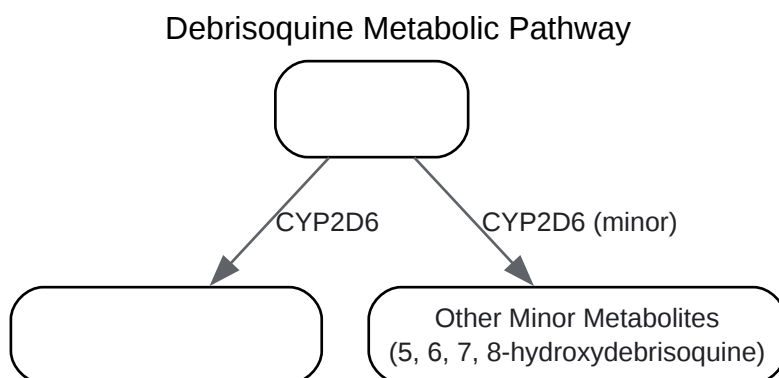 Debrisoquine Metabolic Pathway
CYP2D6
CYP2D6 (minor)
Other Minor Metabolites
(5, 6, 7, 8-hydroxydebrisoquine)